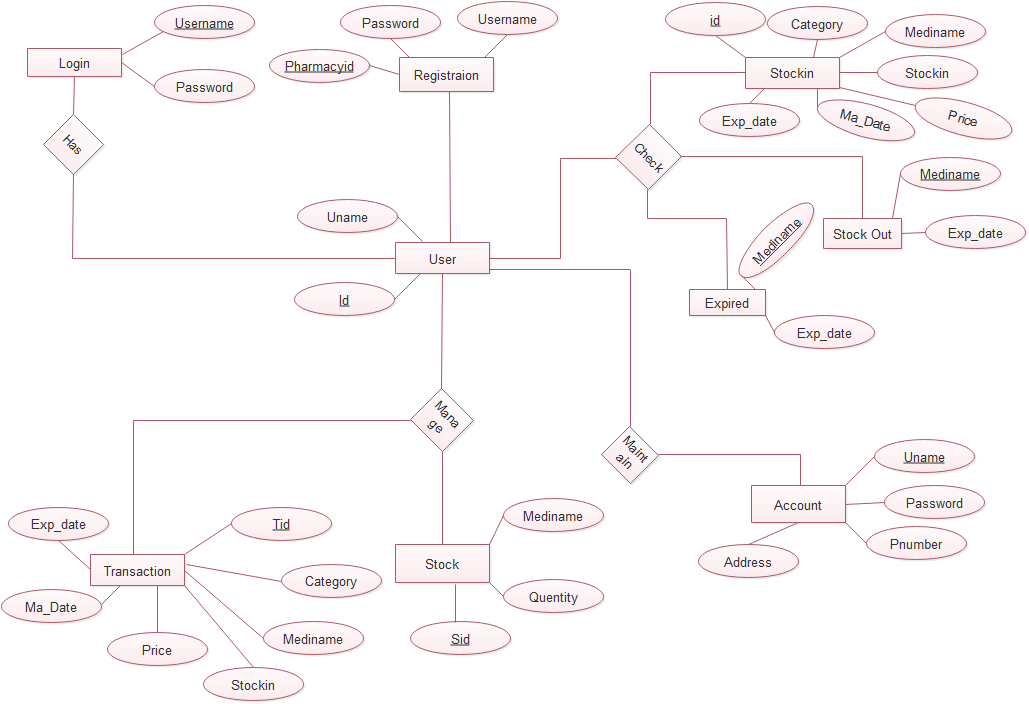 Username
Login
Password
Has
Password
Username
Pharmacyid
Registraion
id
Category
Mediname
Stockin
Stockin
Exp_date
Ma_Date
Price
Check
Mediname
Stock Out
Exp_date
Mediname
Expired
Exp_date
Uname
User
Id
Mana
ge
Maint
ain
Uname
Account
Password
Pnumber
Address
Exp_date
Tid
Transaction
Category
Ma_Date
Price
Mediname
Stockin
Mediname
Stock
Quentity
Sid